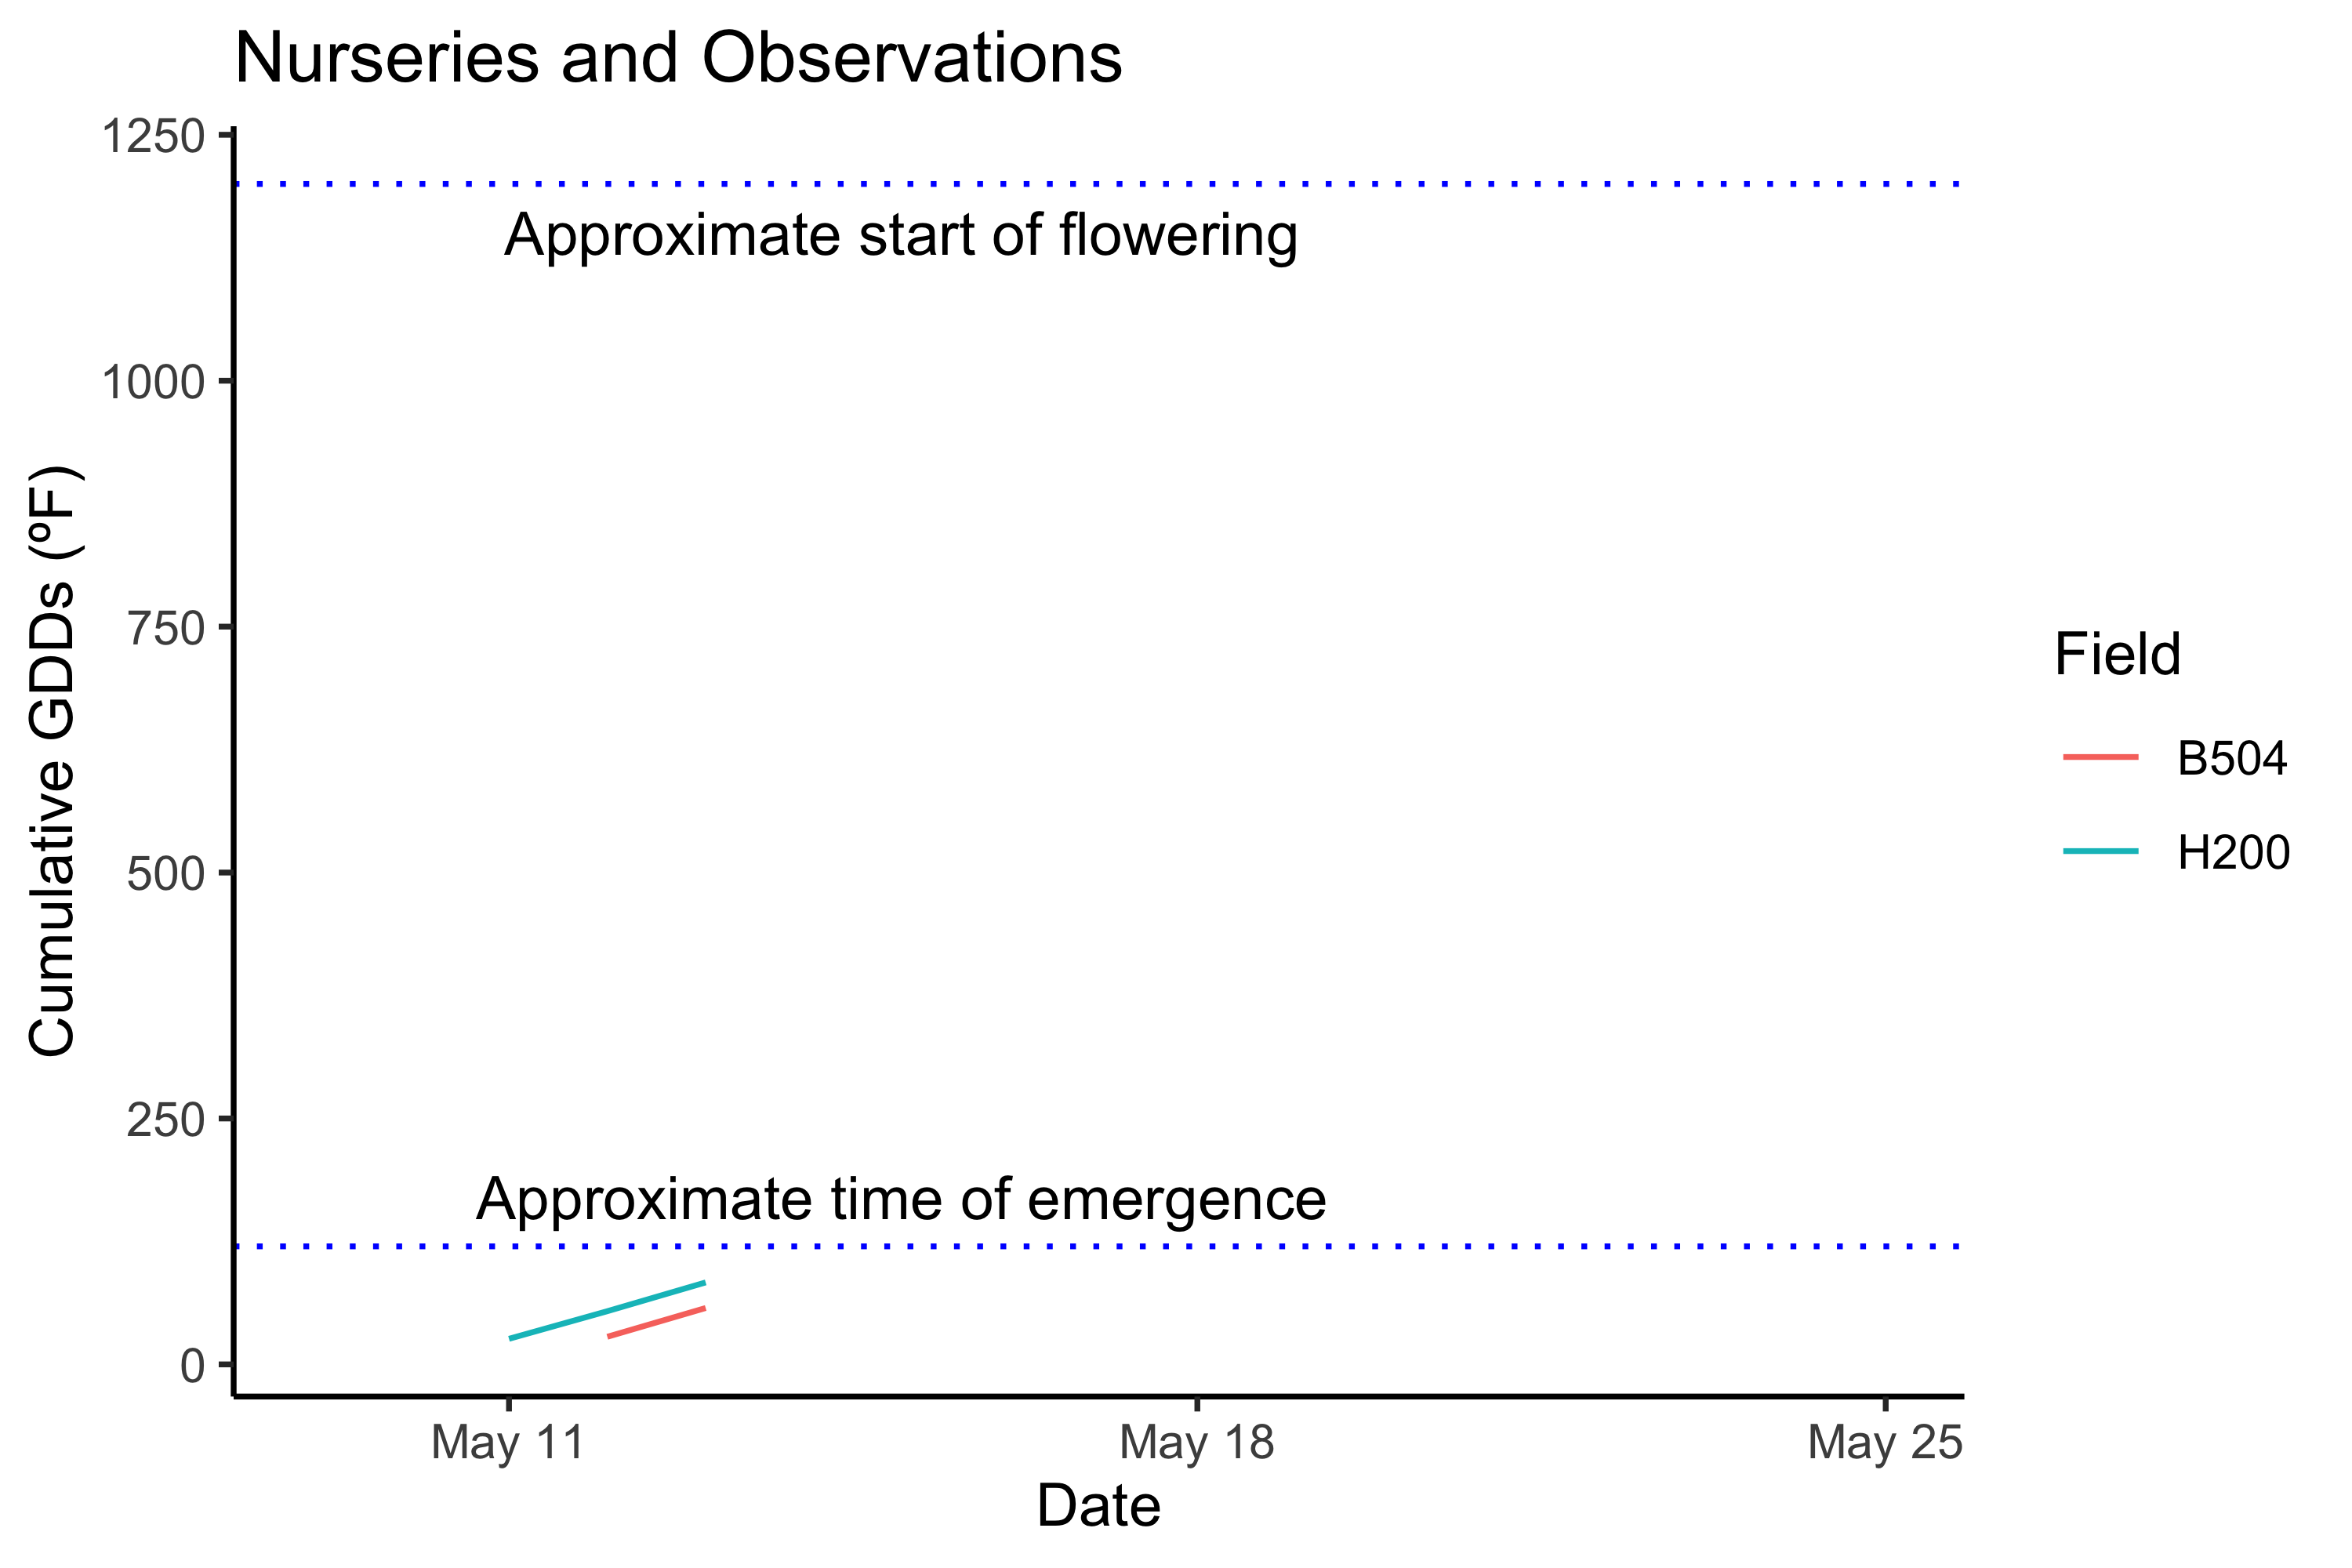 Nurseries and Observations
1250
1000
750
500
250
0
Cumulative GDDs (ºF)
Approximate start of flowering
Approximate time of emergence
May 11
May 18
May 25
Date
Field
B504
H200